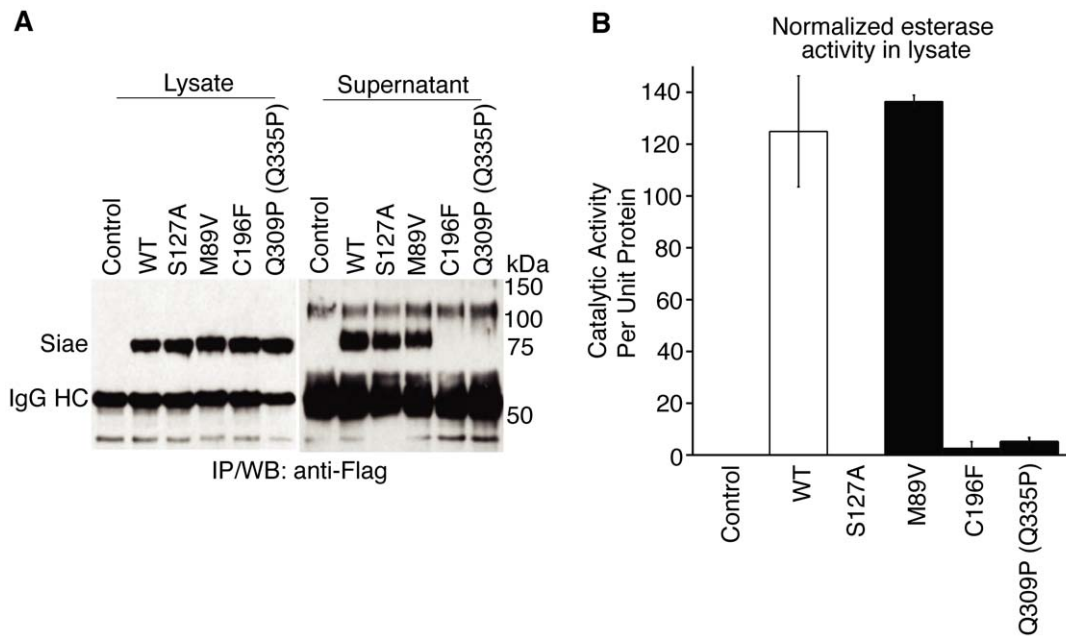 A
Lysate
Supernatant
Control
WT
S127A
M89V
C196F
Q309P (Q335P)
Control
WT
S127A
M89V
C196F
Q309P (Q335P)
kDa
150
100
75
50
Siae
IgG HC
IP/WB: anti-Flag
B
Normalized esterase
activity in lysate
Catalytic Activity
Per Unit Protein
140
120
100
80
60
40
20
0
Control
WT
S127A
M89V
C196F
Q309P (Q335P)